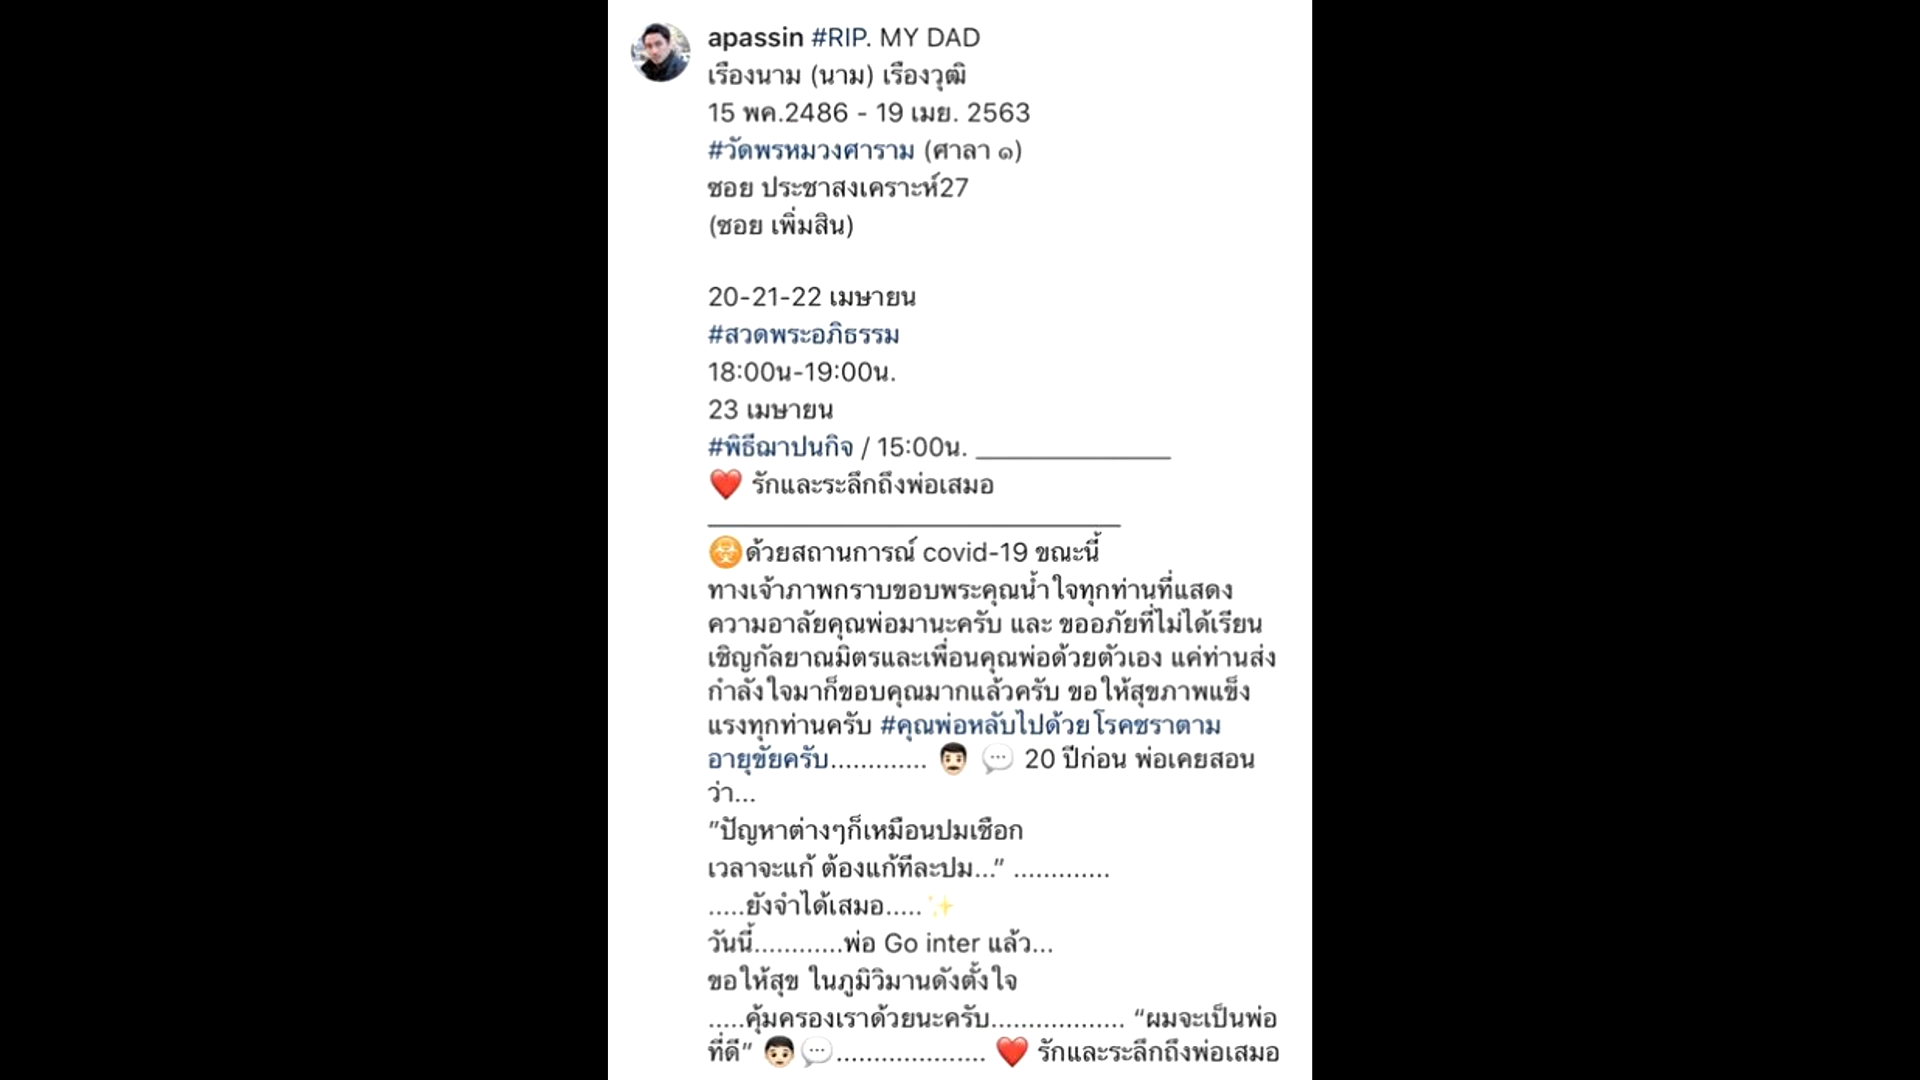 apassin #RIP. MY DAD
เรืองนาม (นาม) เรืองวุฒิ
15 พค.2486 - 19 เมย. 2563
#วัดพรหมวงศาราม (ศาลา ๑)
ซอย ประชาสงเคราะห์27
(ซอย เพิ่มสิน)
20-21-22 เมษายน
#สวดพระอภิธรรม
18:00น-19:00น.
23 เมษายน
#พิธีฌาปนกิจ / 15:00น. ________________
❤️ รักและระลึกถึงพ่อเสมอ
__________________________________
☣️ด้วยสถานการณ์ covid-19 ขณะนี้
ทางเจ้าภาพกราบขอบพระคุณน้ำใจทุกท่านที่แสดง
ความอาลัยคุณพ่อมานะครับ และ ขออภัยที่ไม่ได้เรียน
เชิญกัลยาณมิตรและเพื่อนคุณพ่อด้วยตัวเอง แค่ท่านส่ง
กำลังใจมาก็ขอบคุณมากแล้วครับ ขอให้สุขภาพแข็ง
แรงทุกท่านครับ #คุณพ่อหลับไปด้วยโรคชราตาม
อายุขัยครับ............. 👨🏻 💬 20 ปีก่อน พ่อเคยสอน
ว่า...
"ปัญหาต่างๆก็เหมือนปมเชือก
เวลาจะแก้ ต้องแก้ทีละปม..." .............
.....ยังจำได้เสมอ.....✨
วันนี้............พ่อ Go inter แล้ว...
ขอให้สุข ในภูมิวิมานดังตั้งใจ
.....คุ้มครองเราด้วยนะครับ.................. “ผมจะเป็นพ่อ
ที่ดี” 👦🏻💬.................... ❤️ รักและระลึกถึงพ่อเสมอ